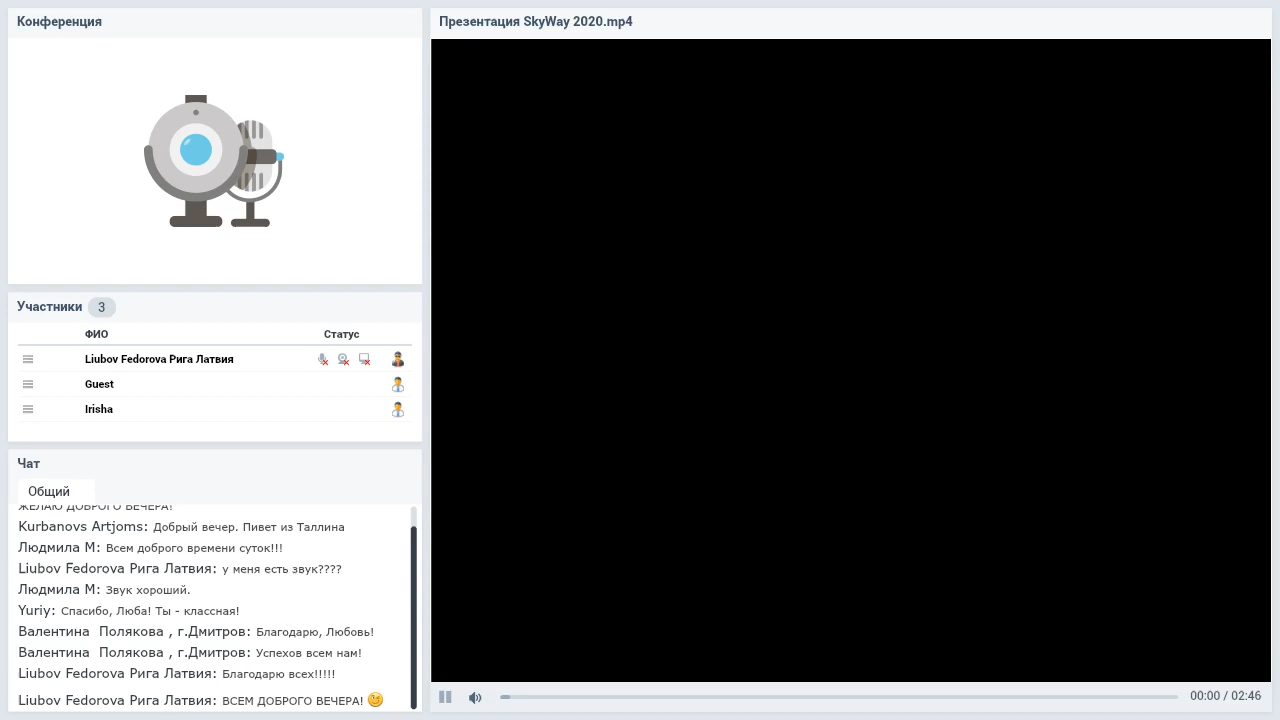 Конференция
Презентация SkyWay 2020.mp4
Участники 3
ФИО Статус
Liubov Fedorova Рига Латвия
Guest
Irisha
Чат
Общий
ЖЕЛАЮ ДОБРОГО ВЕЧЕРА!
Kurbanovs Artjoms: Добрый вечер. Пивет из Таллина
Людмила М: Всем доброго времени суток!!!
Liubov Fedorova Рига Латвия: у меня есть звук????
Людмила М: Звук хороший.
Yuriy: Спасибо, Люба! Ты - классная!
Валентина  Полякова , г.Дмитров: Благодарю, Любовь!
Валентина  Полякова , г.Дмитров: Успехов всем нам!
Liubov Fedorova Рига Латвия: Благодарю всех!!!!!
Liubov Fedorova Рига Латвия: ВСЕМ ДОБРОГО ВЕЧЕРА!
00:00 / 02:46